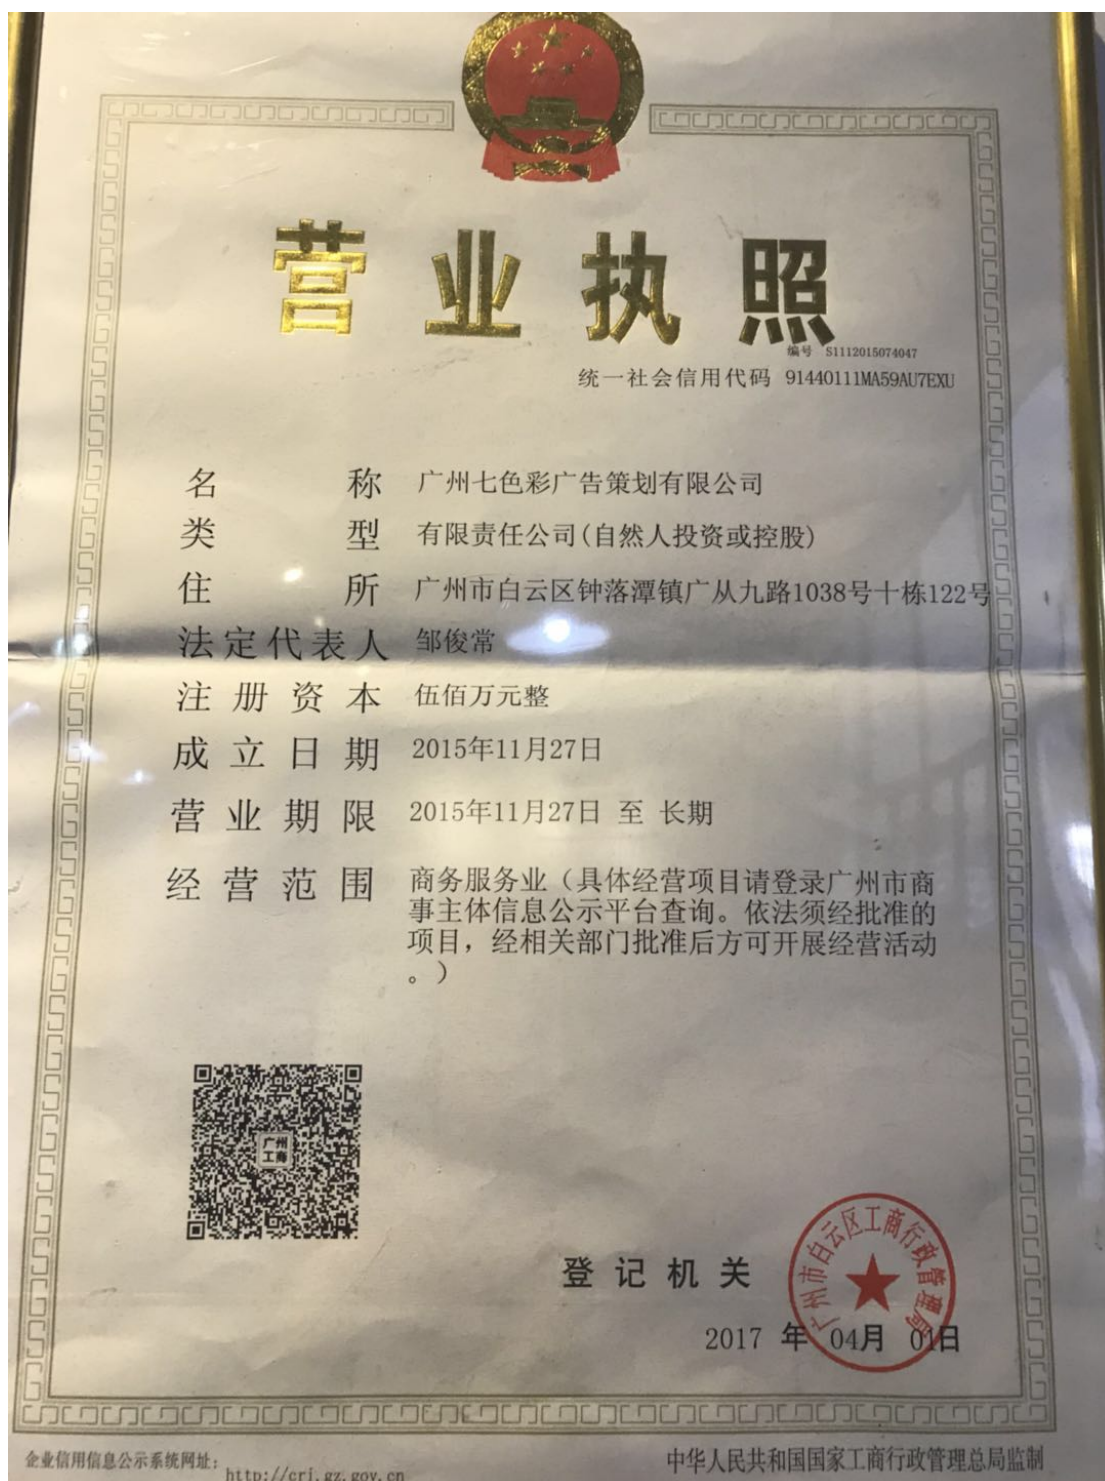 营业执照
编号 S1112015074047
统一社会信用代码 91440111MA59AU7EXU
名称 广州七色彩广告策划有限公司
类型 有限责任公司(自然人投资或控股)
住所 广州市白云区钟落潭镇广从九路1038号十栋122号
法定代表人 邹俊常
注册资本 伍佰万元整
成立日期 2015年11月27日
营业期限 2015年11月27日 至 长期
经营范围 商务服务业（具体经营项目请登录广州市商
事主体信息公示平台查询。依法须经批准的
项目，经相关部门批准后方可开展经营活动
。）
广州
工商
登记机关
广州市白云区工商行政管理局
2017 年 04月 01日
企业信用信息公示系统网址：
http://cri.gz.gov.cn
中华人民共和国国家工商行政管理总局监制